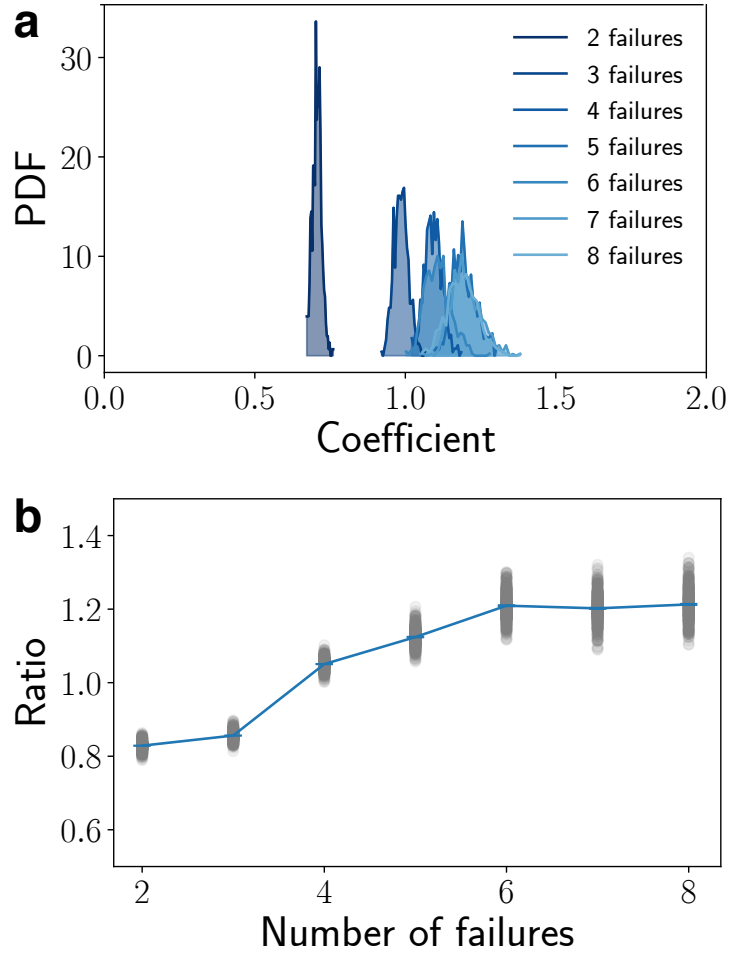 a
PDF
30
20
10
0
2 failures
3 failures
4 failures
5 failures
6 failures
7 failures
8 failures
0.0 0.5 1.0 1.5 2.0
Coefficient
b
Ratio
1.4
1.2
1.0
0.8
0.6
2 4 6 8
Number of failures